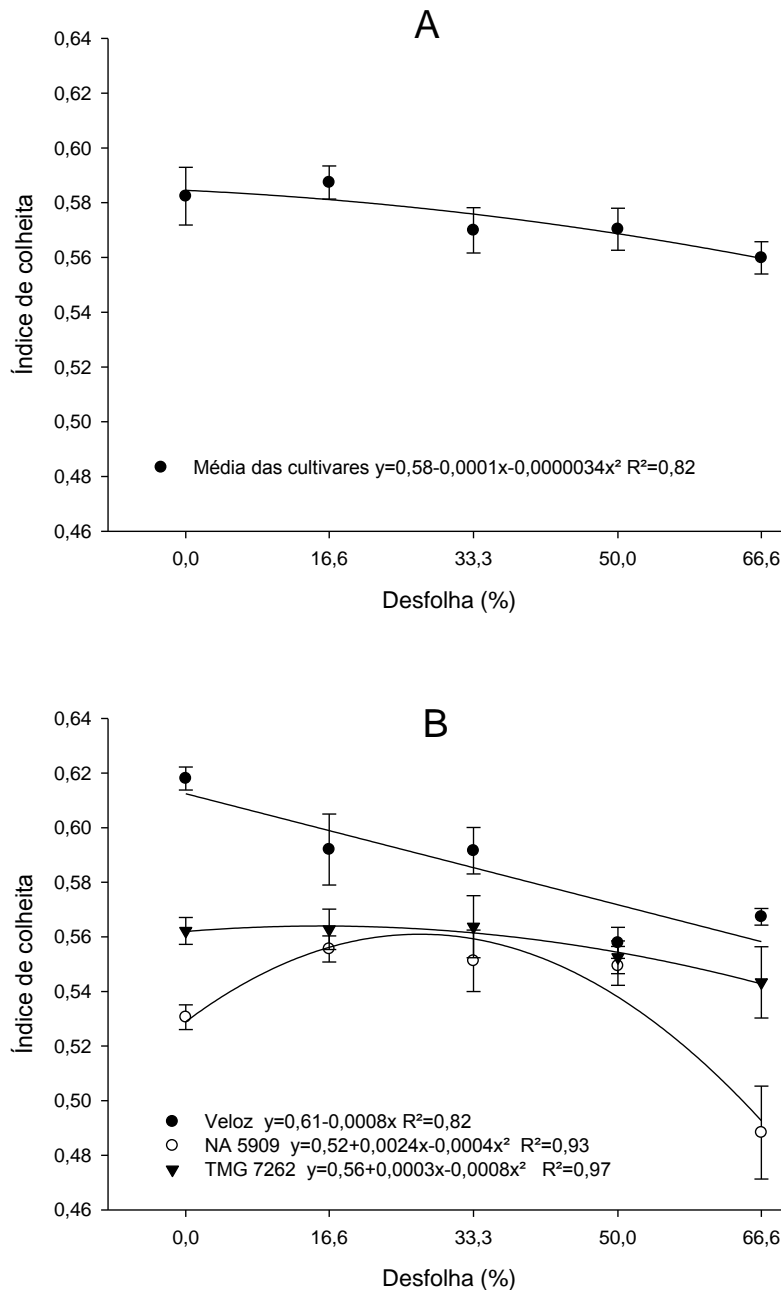 A
0,64
0,62
0,60
0,58
0,56
0,54
0,52
0,50
0,48
0,46
Índice de colheita
Média das cultivares y=0,58-0,0001x-0,0000034x² R²=0,82
0,0 16,6 33,3 50,0 66,6
Desfolha (%)
B
0,64
0,62
0,60
0,58
0,56
0,54
0,52
0,50
0,48
0,46
Índice de colheita
Veloz y=0,61-0,0008x R²=0,82
NA 5909 y=0,52+0,0024x-0,0004x² R²=0,93
TMG 7262 y=0,56+0,0003x-0,0008x² R²=0,97
0,0 16,6 33,3 50,0 66,6
Desfolha (%)